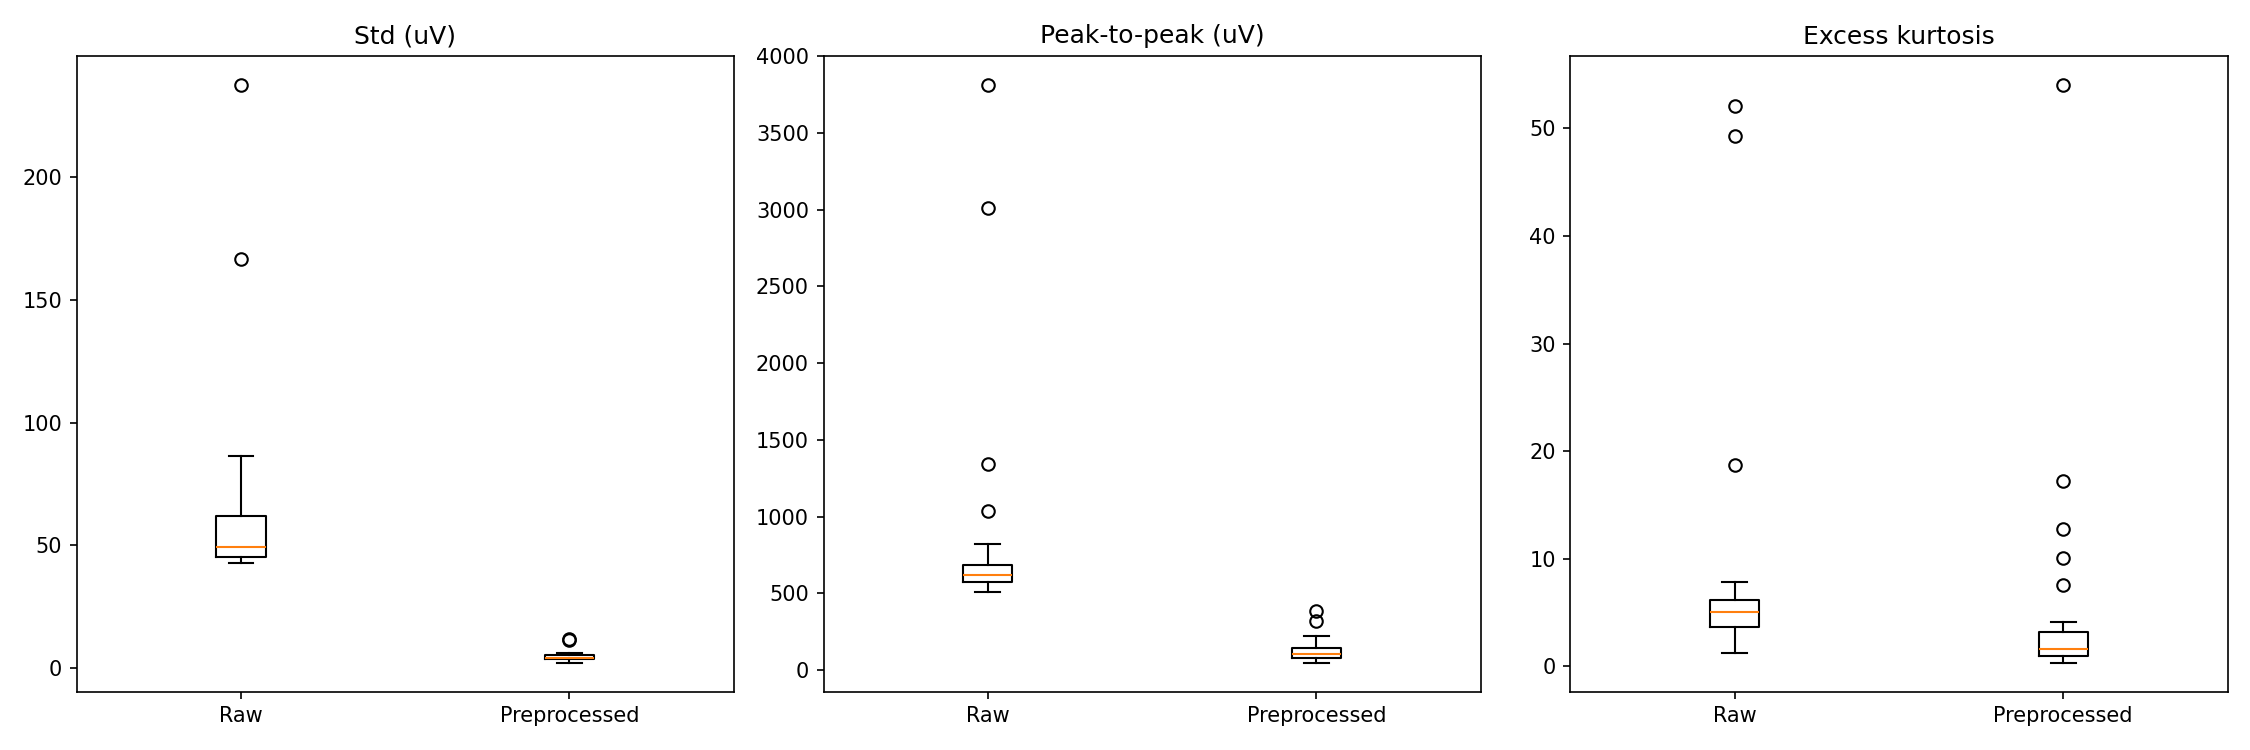 Std (uV)
200
150
100
50
0
Raw
Preprocessed
Peak-to-peak (uV)
4000
3500
3000
2500
2000
1500
1000
500
0
Raw
Preprocessed
Excess kurtosis
50
40
30
20
10
0
Raw
Preprocessed